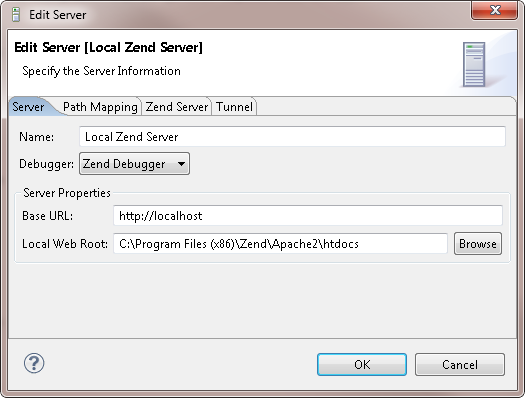 Edit Server
Edit Server [Local Zend Server]
Specify the Server Information
Server Path Mapping Zend Server Tunnel
Name: Local Zend Server
Debugger: Zend Debugger
Server Properties
Base URL: http://localhost
Local Web Root: C:\Program Files (x86)\Zend\Apache2\htdocs Browse
? OK Cancel